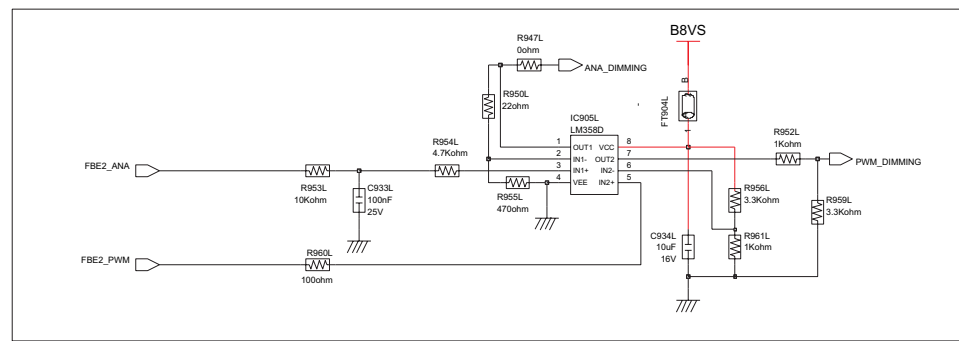 B8VS
R947L
0ohm
ANA_DIMMING
R950L
22ohm
B
FT904L
1
IC905L
LM358D
R954L
4.7Kohm
1 OUT1 VCC 8
2 IN1- OUT2 7
3 IN1+ IN2- 6
4 VEE IN2+ 5
R952L
1Kohm
PWM_DIMMING
FBE2_ANA
R953L
10Kohm
C933L
100nF
25V
R955L
470ohm
R956L
3.3Kohm
R959L
3.3Kohm
C934L
10uF
16V
R961L
1Kohm
FBE2_PWM
R960L
100ohm